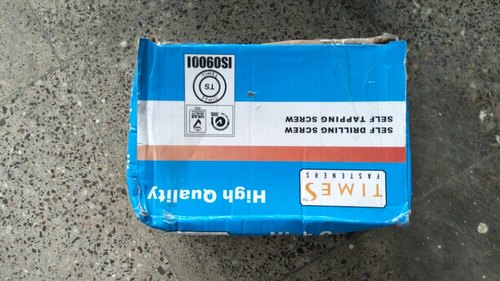 TIMES
FASTENERS
High Quality
SELF DRILLING SCREW
SELF TAPPING SCREW
TS
ISO9001